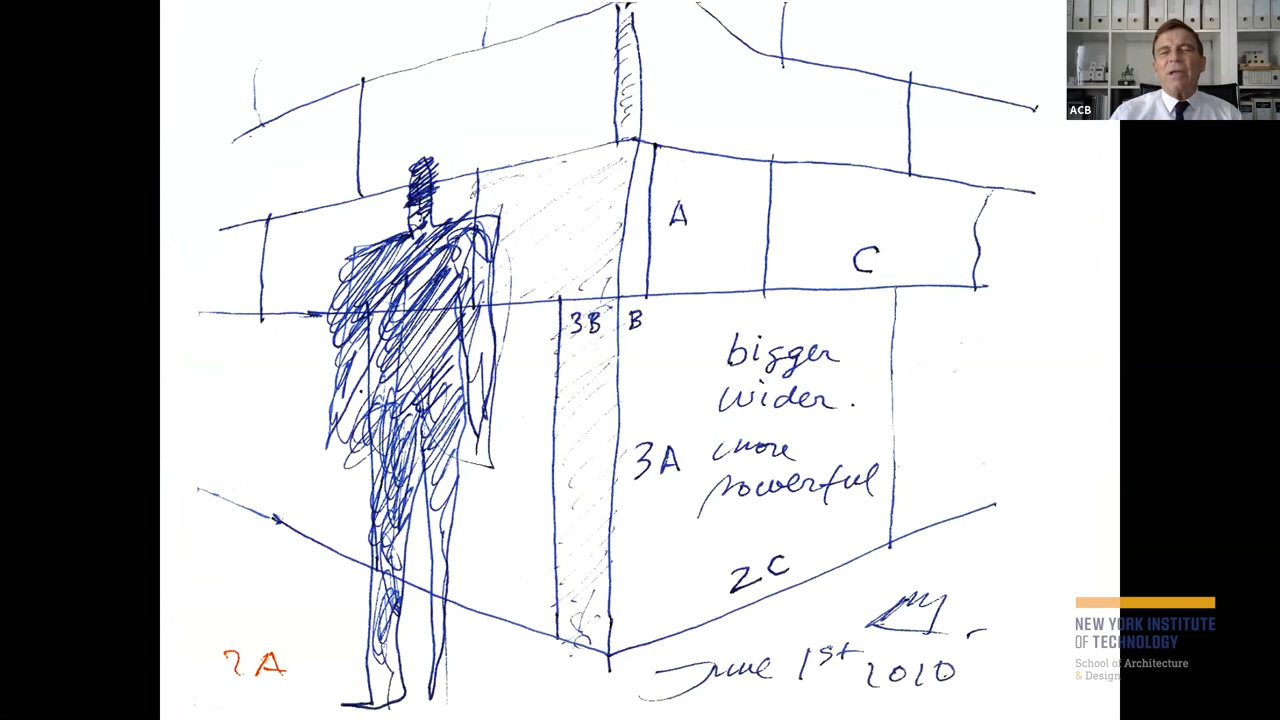 ACB
A
C
3B
B
bigger
wider.
3A
more
powerful
2C
2A
June 1st 2010
NEW YORK INSTITUTE
OF TECHNOLOGY
School of Architecture
& Design